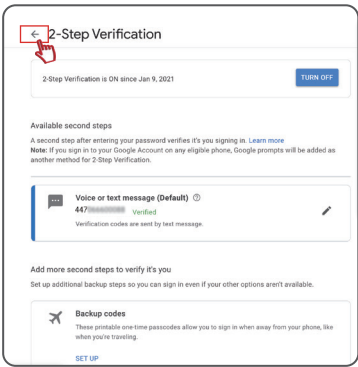 2-Step Verification
2-Step Verification is ON since Jan 9, 2021
TURN OFF
Available second steps
A second step after entering your password verifies it's you signing in. Learn more
Note: If you sign in to your Google Account on any eligible phone, Google prompts will be added as
another method for 2-Step Verification.
Voice or text message (Default)
447 Verified
Verification codes are sent by text message.
Add more second steps to verify it's you
Set up additional backup steps so you can sign in even if your other options aren't available.
Backup codes
These printable one-time passcodes allow you to sign in when away from your phone, like
when you're traveling.
SET UP